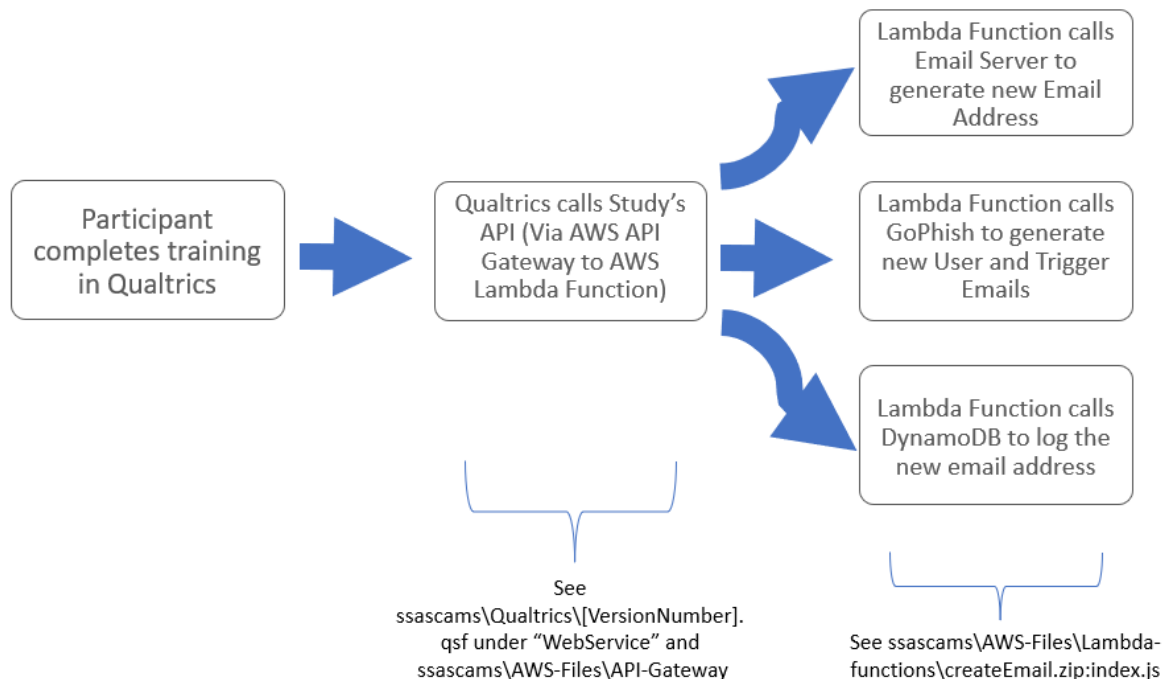 Participant
completes training
in Qualtrics
Qualtrics calls Study’s
API (Via AWS API
Gateway to AWS
Lambda Function)
Lambda Function calls
Email Server to
generate new Email
Address
Lambda Function calls
GoPhish to generate
new User and Trigger
Emails
Lambda Function calls
DynamoDB to log the
new email address
See
ssascams\Qualtrics\[VersionNumber].
qsf under “WebService” and
ssascams\AWS-Files\API-Gateway
See ssascams\AWS-Files\Lambda-
functions\createEmail.zip:index.js